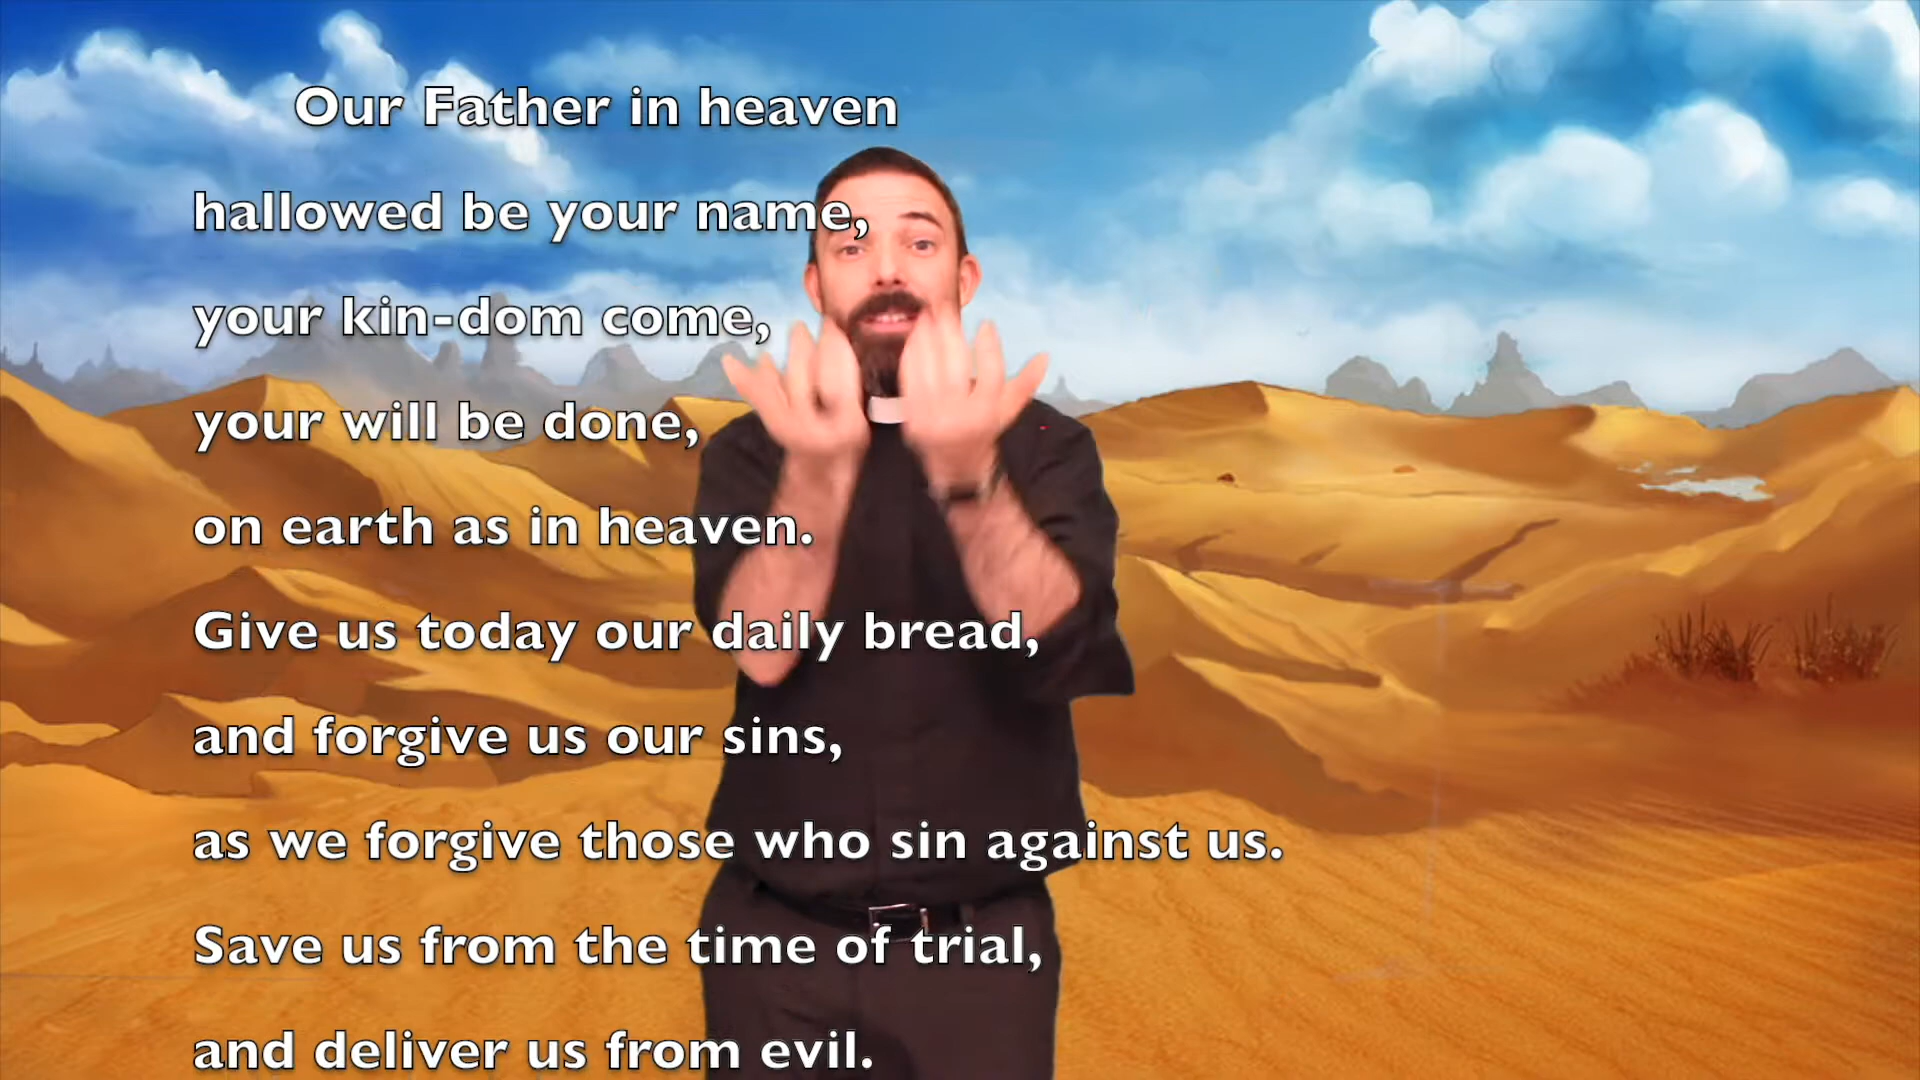 Our Father in heaven
hallowed be your name,
your kin-dom come,
your will be done,
on earth as in heaven.
Give us today our daily bread,
and forgive us our sins,
as we forgive those who sin against us.
Save us from the time of trial,
and deliver us from evil.